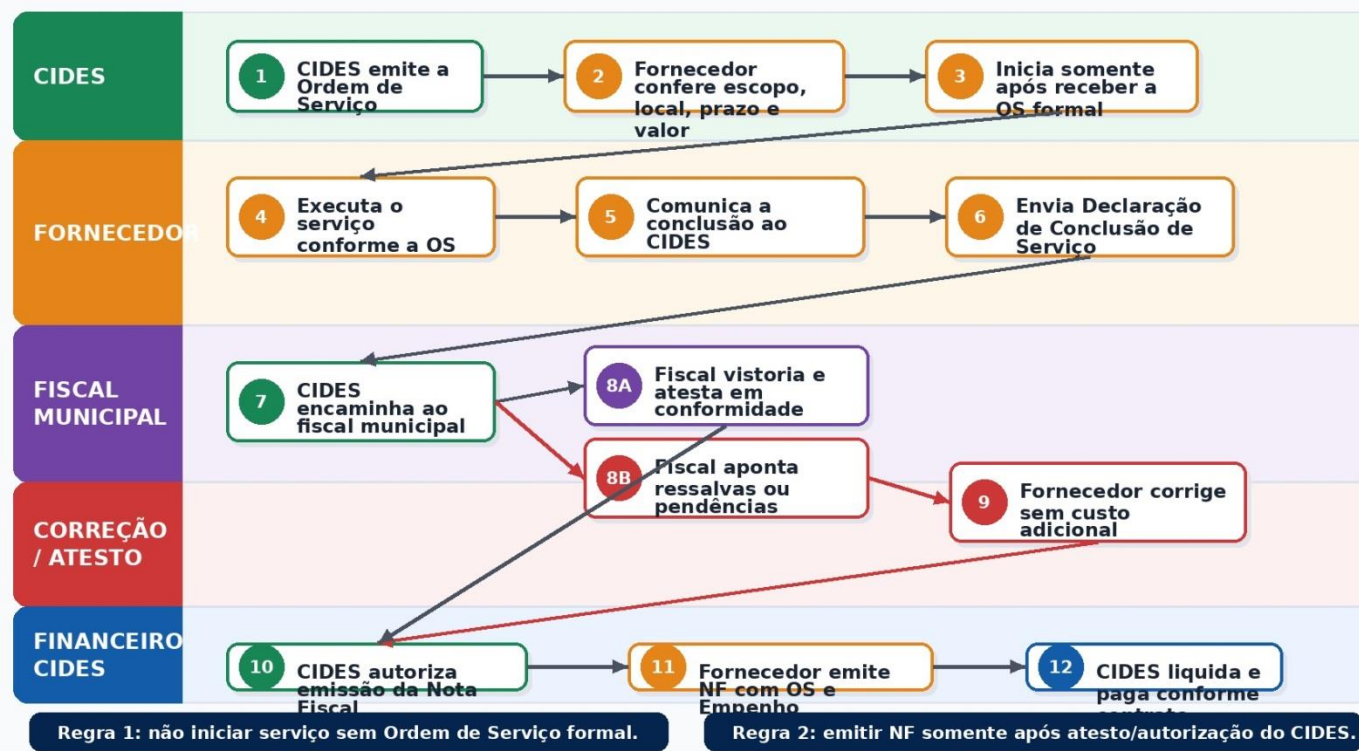 CIDES
1
CIDES emite a
Ordem de
Serviço
2
Fornecedor
confere escopo,
local, prazo e
valor
3
Inicia somente
após receber a
OS formal
FORNECEDOR
4
Executa o
serviço
conforme a OS
5
Comunica a
conclusão ao
CIDES
6
Envia Declaração
de Conclusão de
Serviço
FISCAL
MUNICIPAL
7
CIDES
encaminha ao
fiscal municipal
8A
Fiscal vistoria e
atesta em
conformidade
8B
Fiscal aponta
ressalvas ou
pendências
CORREÇÃO
/ ATESTO
9
Fornecedor corrige
sem custo
adicional
FINANCEIRO
CIDES
10
CIDES autoriza
emissão da Nota
Fiscal
11
Fornecedor emite
NF com OS e
Empenho
12
CIDES liquida e
paga conforme
Regra 1: não iniciar serviço sem Ordem de Serviço formal.
Regra 2: emitir NF somente após atesto/autorização do CIDES.